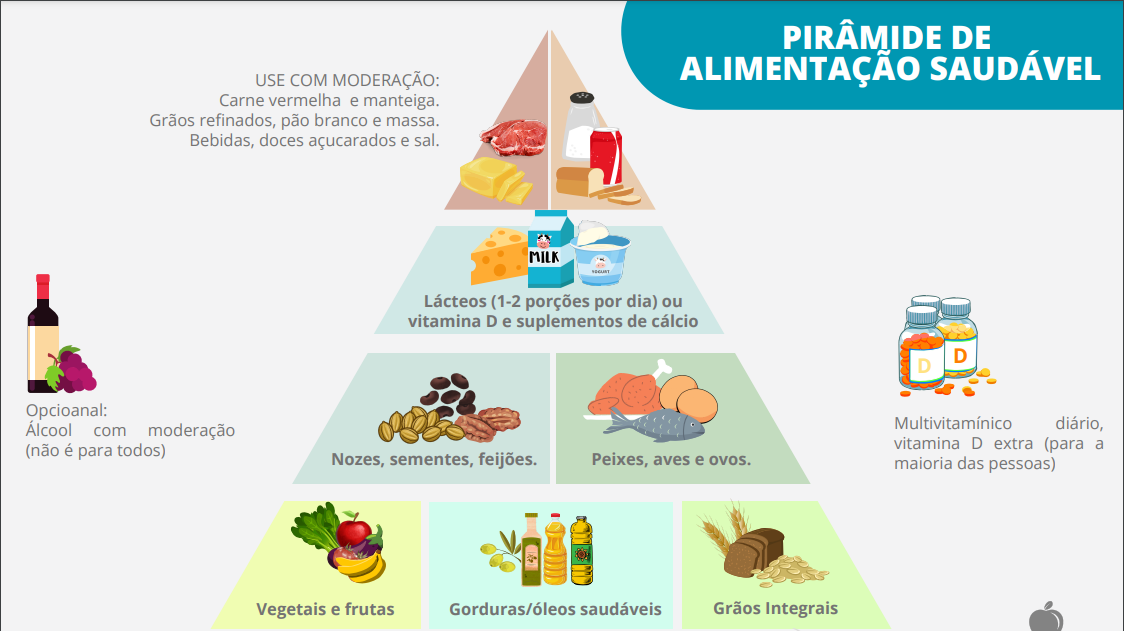 PIRÂMIDE DE
ALIMENTAÇÃO SAUDÁVEL
USE COM MODERAÇÃO:
Carne vermelha e manteiga.
Grãos refinados, pão branco e massa.
Bebidas, doces açucarados e sal.
MILK
YOGURT
Lácteos (1-2 porções por dia) ou
vitamina D e suplementos de cálcio
D
D
Opcioanal:
Álcool com moderação
(não é para todos)
Multivitamínico diário,
vitamina D extra (para a
maioria das pessoas)
Nozes, sementes, feijões.
Peixes, aves e ovos.
Vegetais e frutas
Gorduras/óleos saudáveis
Grãos Integrais